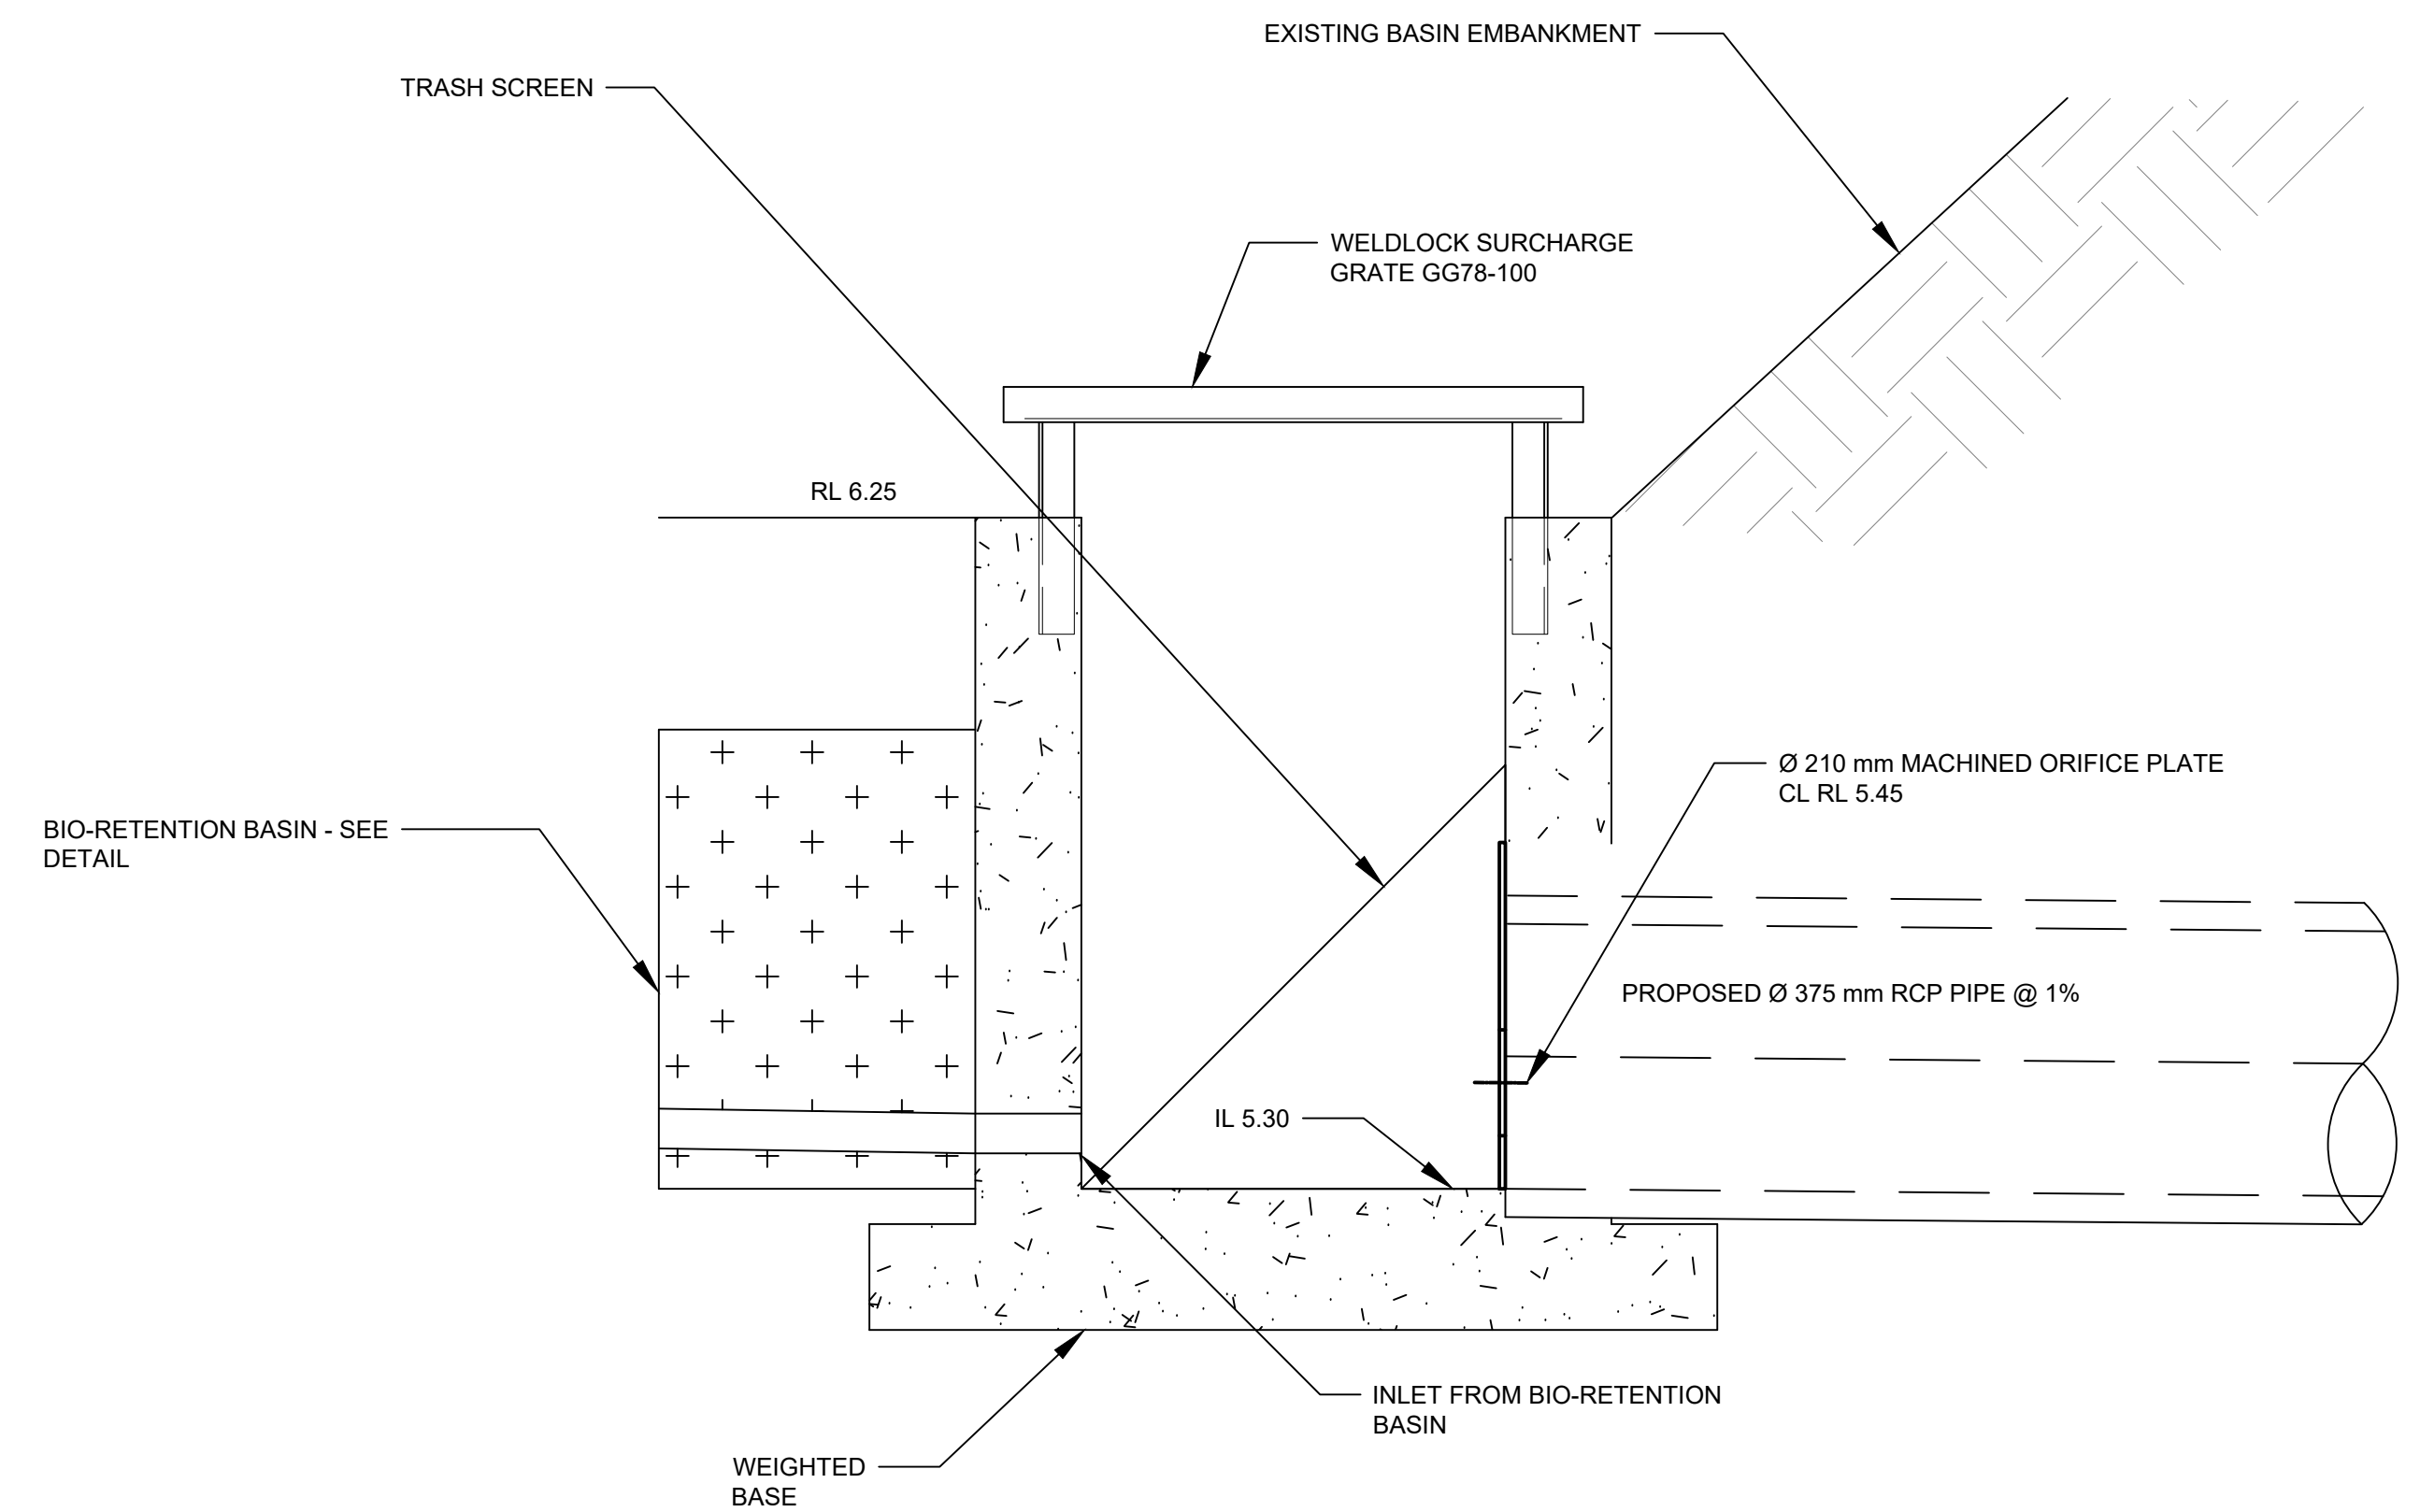 EXISTING BASIN EMBANKMENT
TRASH SCREEN
WELDLOCK SURCHARGE
GRATE GG78-100
RL 6.25
Ø 210 mm MACHINED ORIFICE PLATE
CL RL 5.45
BIO-RETENTION BASIN - SEE
DETAIL
PROPOSED Ø 375 mm RCP PIPE @ 1%
IL 5.30
INLET FROM BIO-RETENTION
BASIN
WEIGHTED
BASE